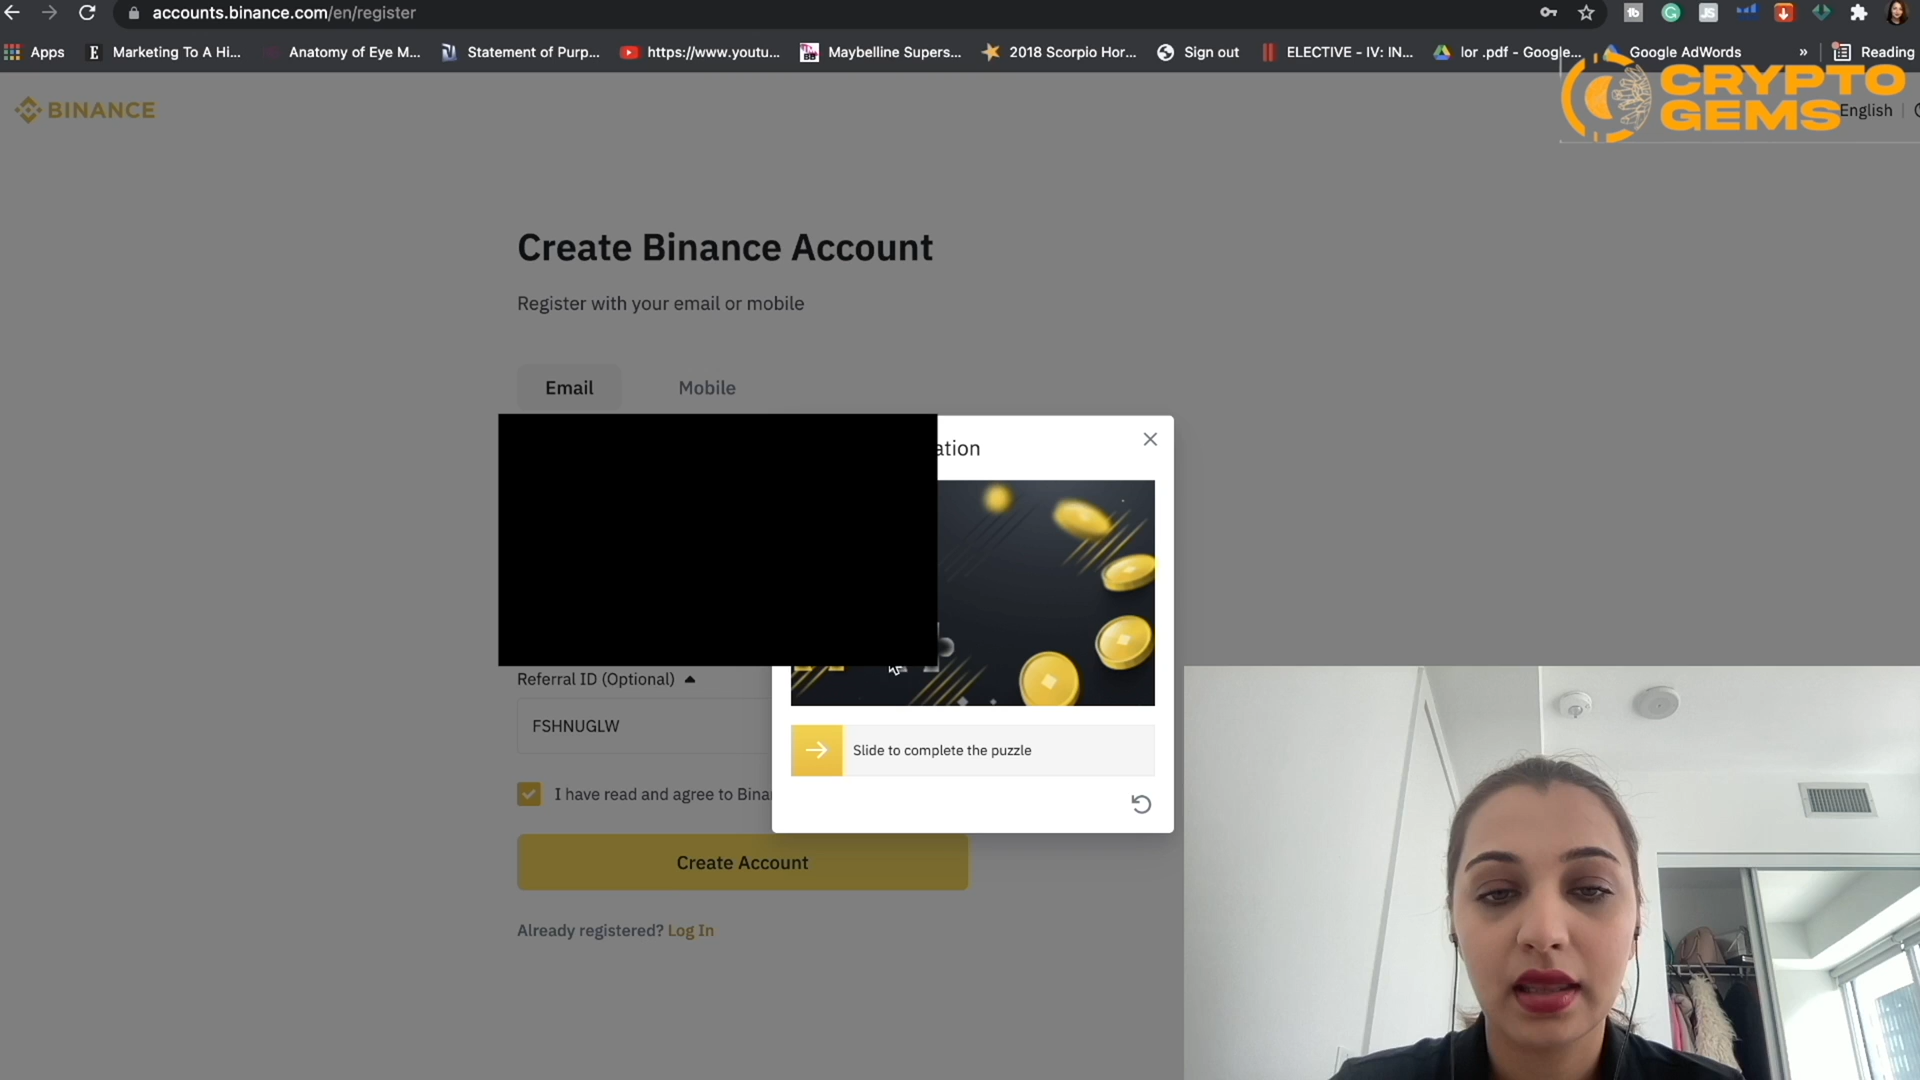 accounts.binance.com/en/register
Apps
Marketing To A Hi...
Anatomy of Eye M...
Statement of Purp...
https://www.youtu...
Maybelline Supers...
2018 Scorpio Hor...
Sign out
ELECTIVE - IV: IN...
lor .pdf - Google...
Google AdWords
»
Reading
BINANCE
CRYPTO
GEMS
English
Create Binance Account
Register with your email or mobile
Email
Mobile
ation
Referral ID (Optional)
FSHNUGLW
Slide to complete the puzzle
I have read and agree to Bina
Create Account
Already registered? Log In